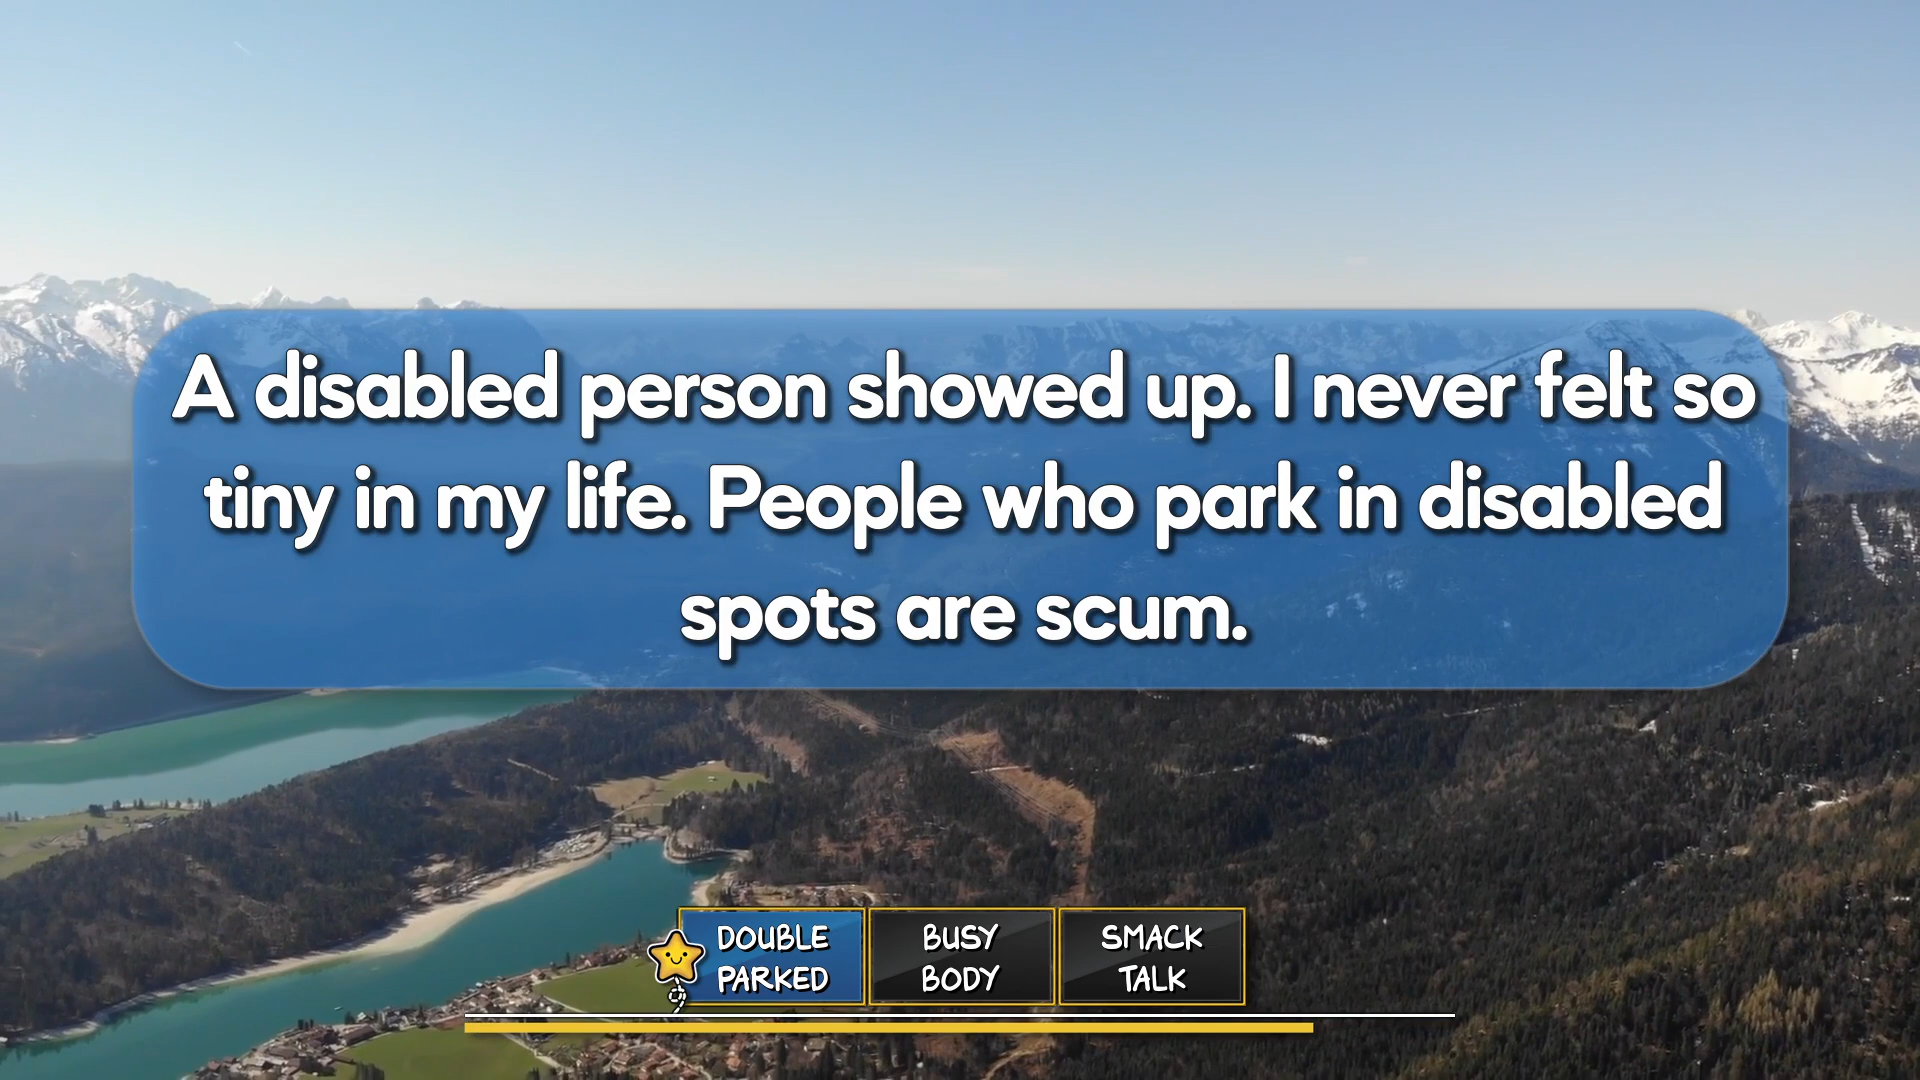 A disabled person showed up. I never felt so
tiny in my life. People who park in disabled
spots are scum.
DOUBLE
PARKED
BUSY
BODY
SMACK
TALK